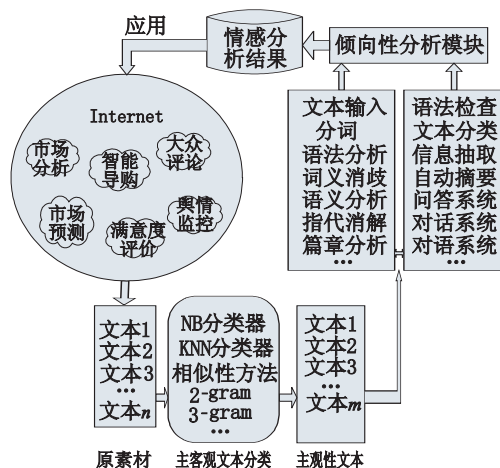 应用
情感分
析结果
倾向性分析模块
Internet
市场
分析
智能
导购
大众
评论
市场
预测
满意度
评价
舆情
监控
文本输入
分词
语法分析
词义消歧
语义分析
指代消解
篇章分析
...
语法检查
文本分类
信息抽取
自动摘要
问答系统
对话系统
对语系统
...
文本1
文本2
文本3
...
文本n
原素材
NB分类器
KNN分类器
相似性方法
2-gram
3-gram
...
主客观文本分类
文本1
文本2
文本3
...
文本m
主观性文本